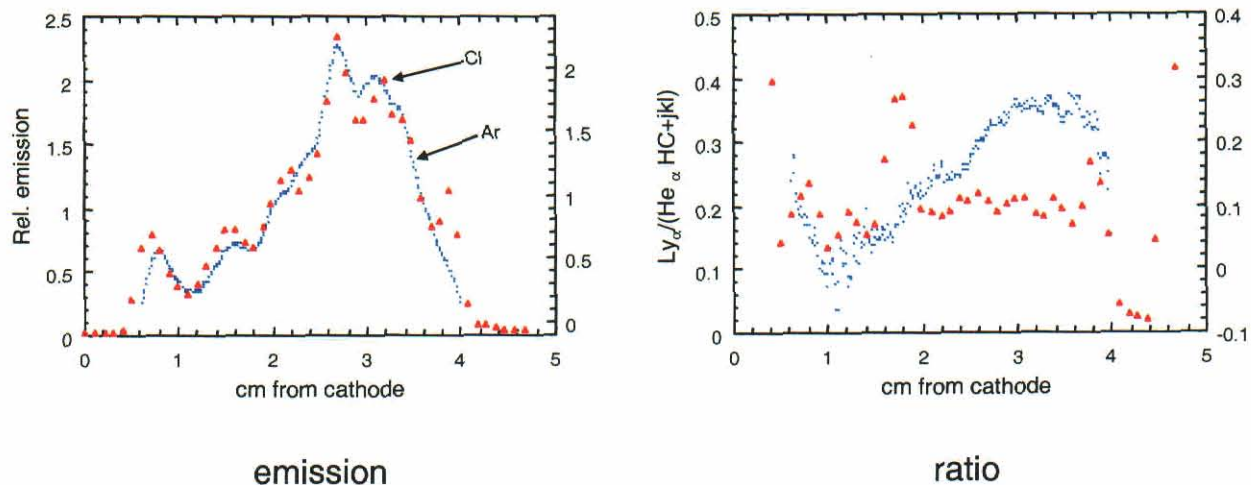 2.5
2
1.5
1
0.5
0
Rel. emission
2
1.5
1
0.5
0
Cl
Ar
0 1 2 3 4 5
cm from cathode
emission
0.5
0.4
0.3
0.2
0.1
0
Lyα/(Heα HC+jkl)
0.4
0.3
0.2
0.1
0
-0.1
0 1 2 3 4 5
cm from cathode
ratio